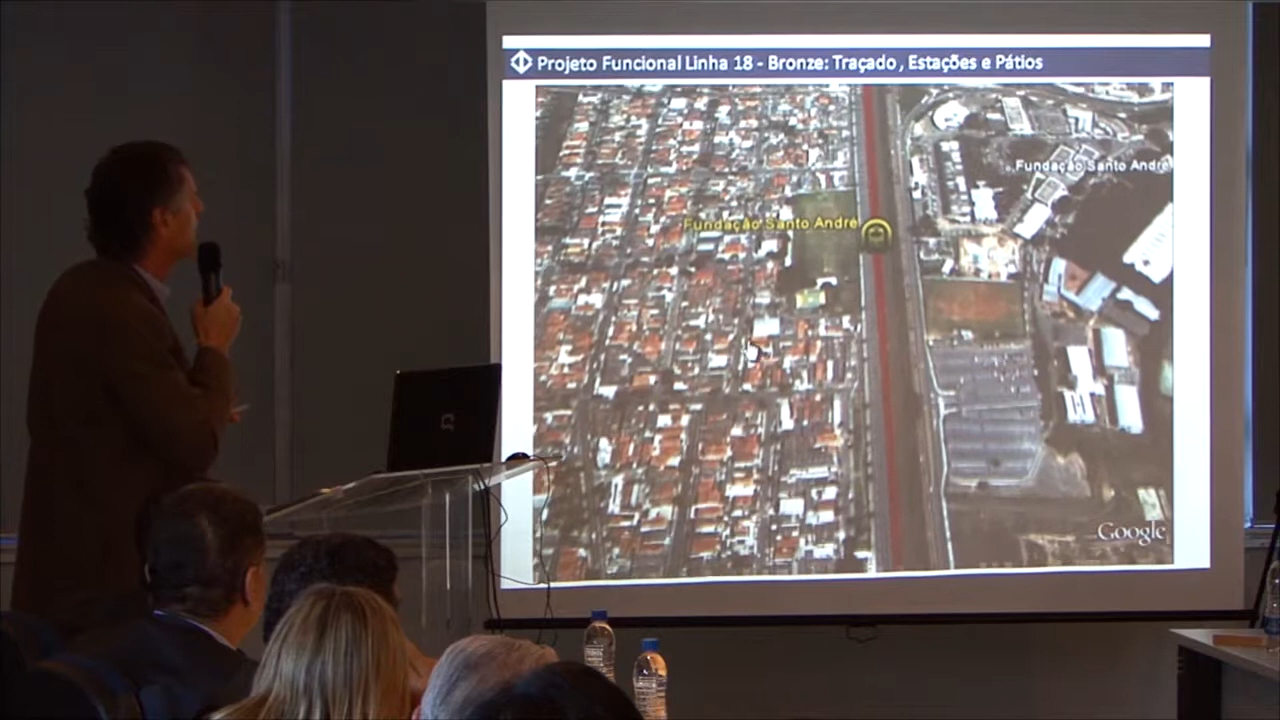 Projeto Funcional Linha 18 - Bronze: Traçado , Estações e Pátios
Fundação Santo André
Fundação Santo André
Google